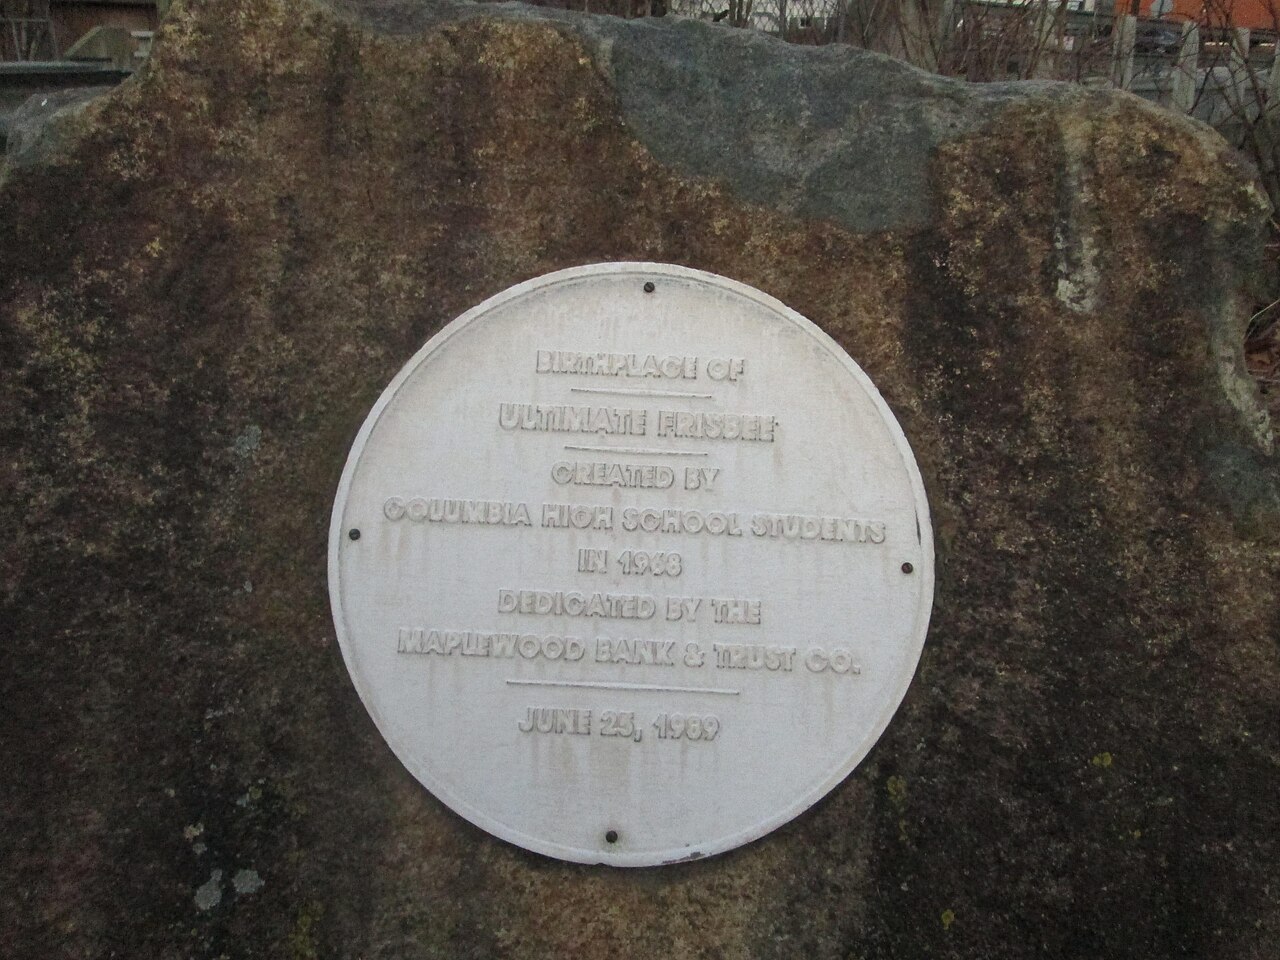 BIRTHPLACE OF
ULTIMATE FRISBEE
CREATED BY
COLUMBIA HIGH SCHOOL STUDENTS
IN 1968
DEDICATED BY THE
MAPLEWOOD BANK & TRUST CO.
JUNE 25, 1989